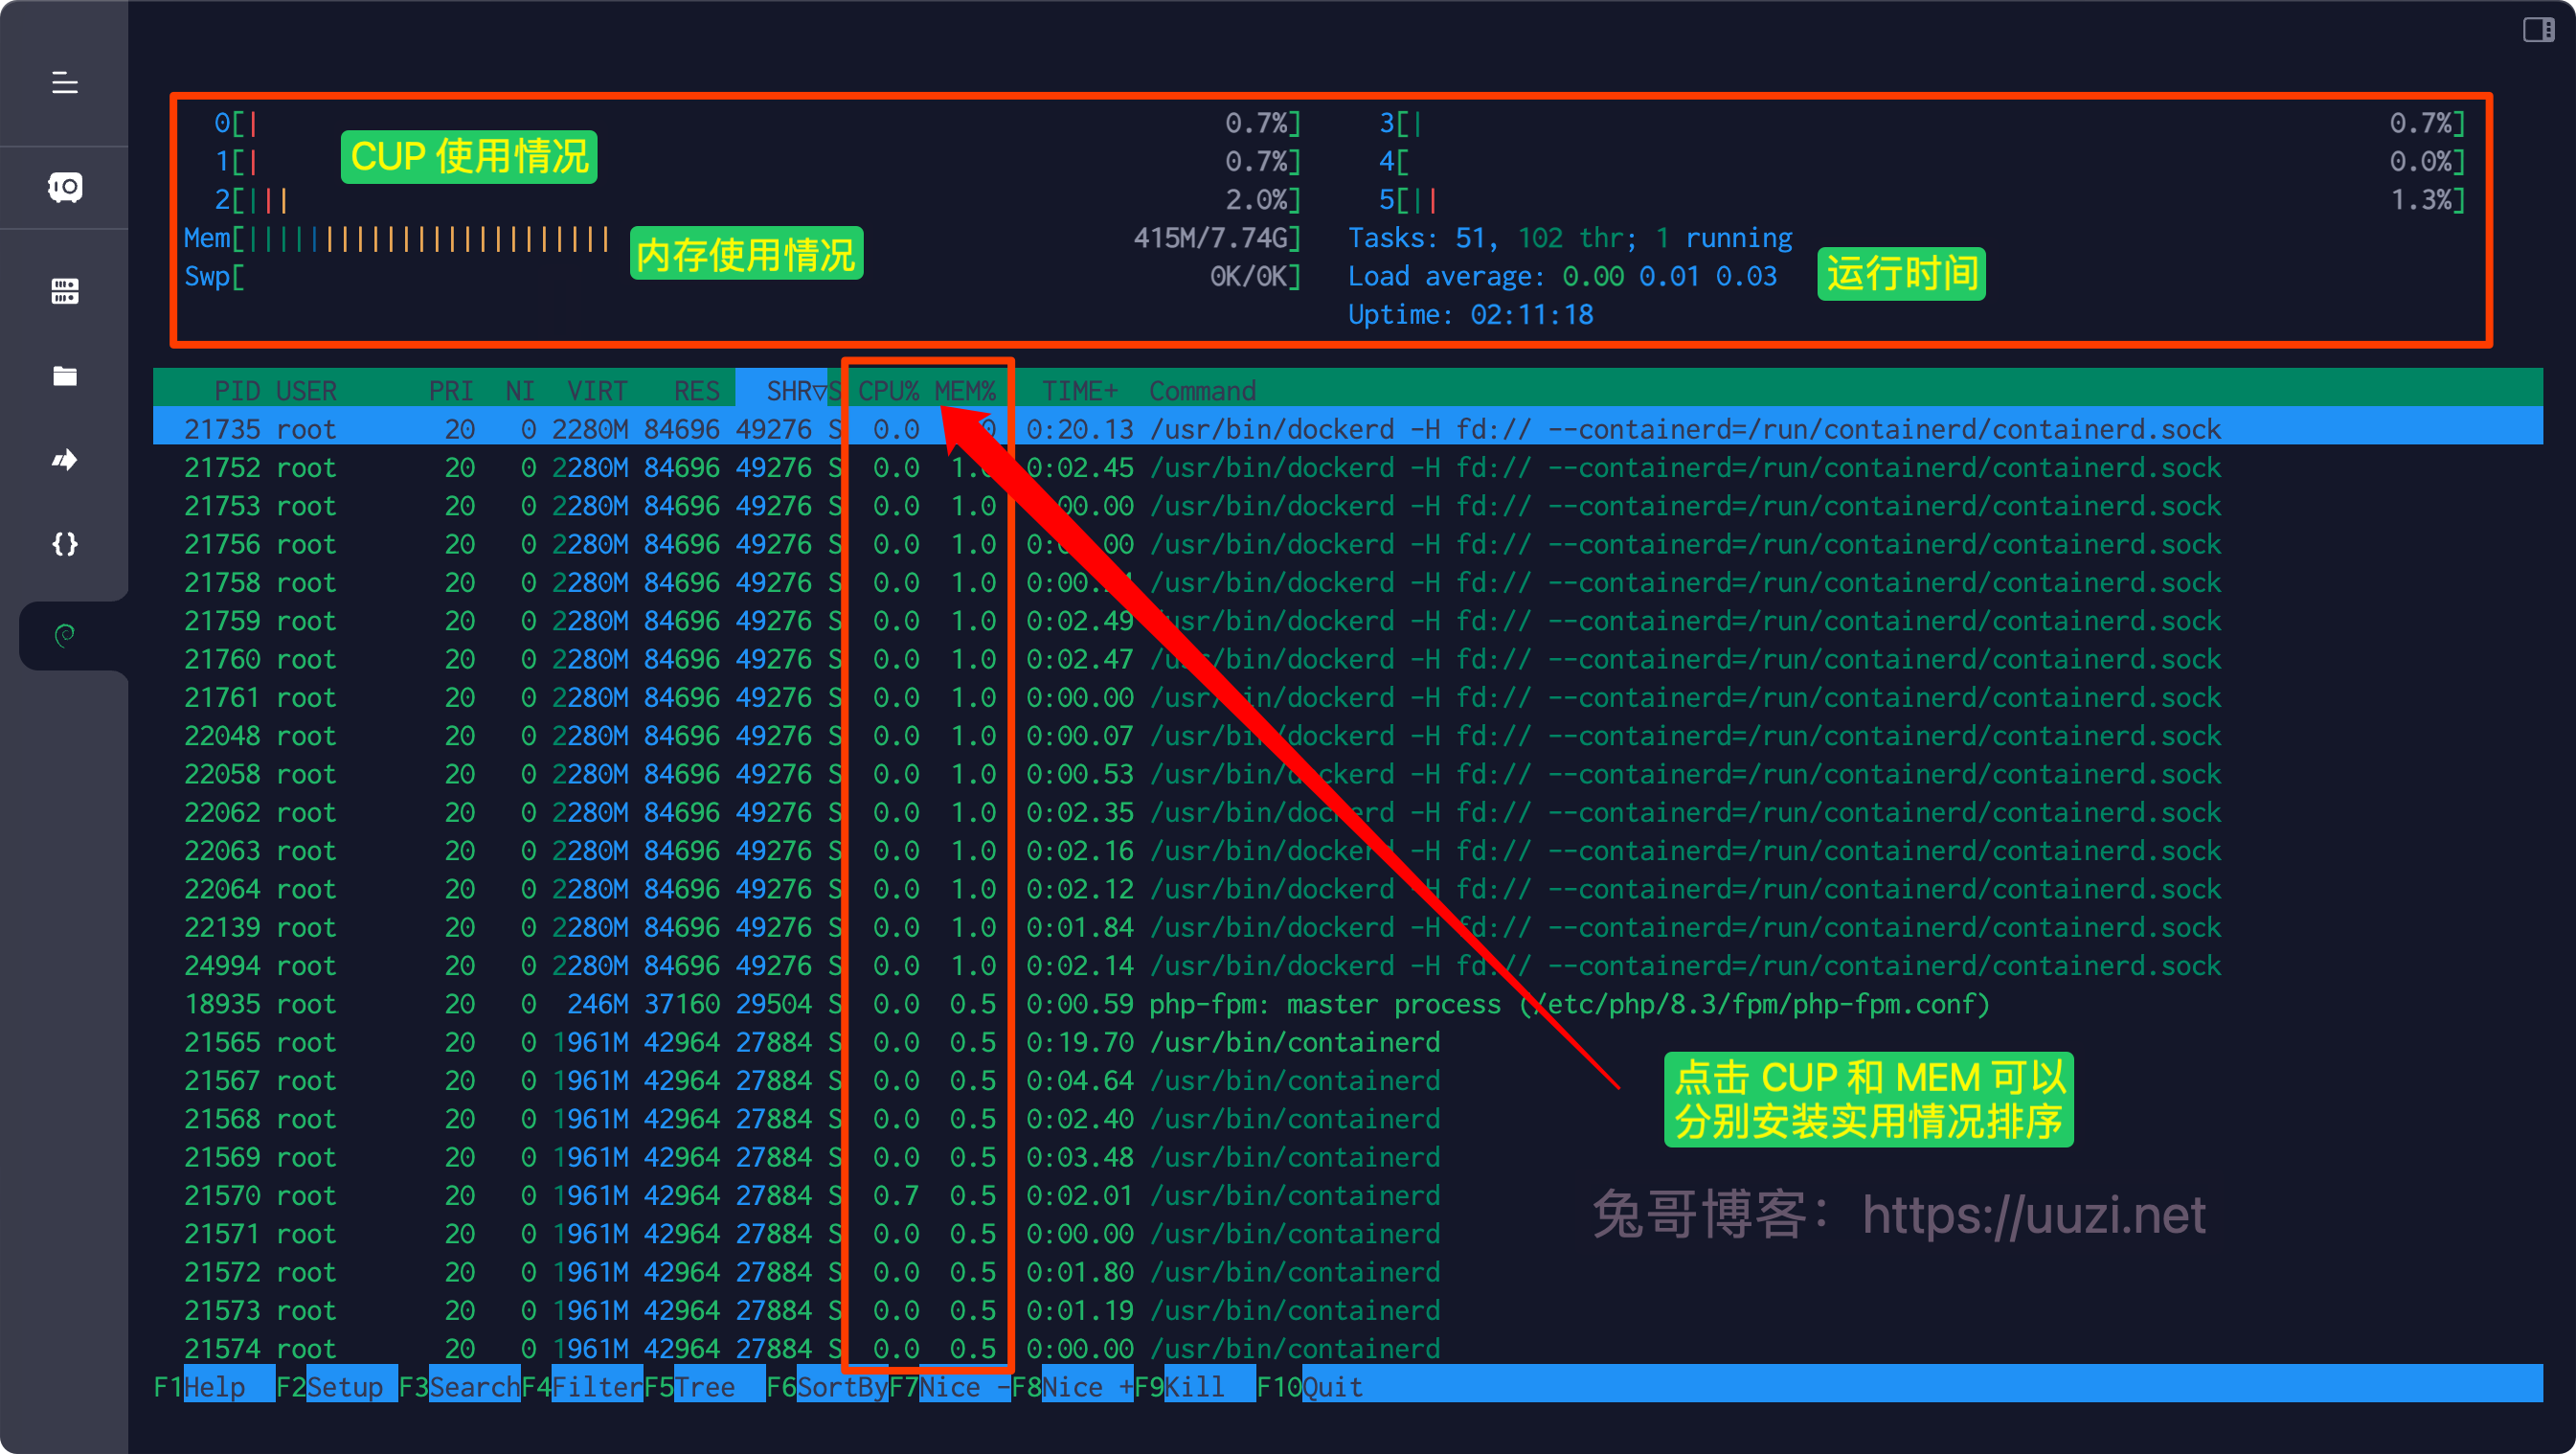 0[| 0.7%] 3[| 0.7%]
CUP 使用情况
1[| 0.7%] 4[ 0.0%]
2[||| 2.0%] 5[|| 1.3%]
Mem[|||||||||||||||||||||||| 415M/7.74G] Tasks: 51, 102 thr; 1 running
内存使用情况
Swp[ 0K/0K] Load average: 0.00 0.01 0.03
运行时间
Uptime: 02:11:18
PID USER PRI NI VIRT RES SHR▽S CPU% MEM% TIME+ Command
21735 root 20 0 2280M 84696 49276 S 0.0 0:20.13 /usr/bin/dockerd -H fd:// --containerd=/run/containerd/containerd.sock
21752 root 20 0 2280M 84696 49276 S 0.0 1.0 0:02.45 /usr/bin/dockerd -H fd:// --containerd=/run/containerd/containerd.sock
21753 root 20 0 2280M 84696 49276 S 0.0 1.0 :00.00 /usr/bin/dockerd -H fd:// --containerd=/run/containerd/containerd.sock
21756 root 20 0 2280M 84696 49276 S 0.0 1.0 /usr/bin/dockerd -H fd:// --containerd=/run/containerd/containerd.sock
21758 root 20 0 2280M 84696 49276 S 0.0 1.0 /usr/bin/dockerd -H fd:// --containerd=/run/containerd/containerd.sock
21759 root 20 0 2280M 84696 49276 S 0.0 1.0 0:02.49 /usr/bin/dockerd -H fd:// --containerd=/run/containerd/containerd.sock
21760 root 20 0 2280M 84696 49276 S 0.0 1.0 0:02.47 /usr/bin/dockerd -H fd:// --containerd=/run/containerd/containerd.sock
21761 root 20 0 2280M 84696 49276 S 0.0 1.0 0:00.00 /usr/bin/dockerd -H fd:// --containerd=/run/containerd/containerd.sock
22048 root 20 0 2280M 84696 49276 S 0.0 1.0 0:00.07 /usr/bin/dockerd -H fd:// --containerd=/run/containerd/containerd.sock
22058 root 20 0 2280M 84696 49276 S 0.0 1.0 0:00.53 /usr/bin/dockerd -H fd:// --containerd=/run/containerd/containerd.sock
22062 root 20 0 2280M 84696 49276 S 0.0 1.0 0:02.35 /usr/bin/dockerd -H fd:// --containerd=/run/containerd/containerd.sock
22063 root 20 0 2280M 84696 49276 S 0.0 1.0 0:02.16 /usr/bin/dockerd -H fd:// --containerd=/run/containerd/containerd.sock
22064 root 20 0 2280M 84696 49276 S 0.0 1.0 0:02.12 /usr/bin/dockerd -H fd:// --containerd=/run/containerd/containerd.sock
22139 root 20 0 2280M 84696 49276 S 0.0 1.0 0:01.84 /usr/bin/dockerd -H fd:// --containerd=/run/containerd/containerd.sock
24994 root 20 0 2280M 84696 49276 S 0.0 1.0 0:02.14 /usr/bin/dockerd -H fd:// --containerd=/run/containerd/containerd.sock
18935 root 20 0 246M 37160 29504 S 0.0 0.5 0:00.59 php-fpm: master process (/etc/php/8.3/fpm/php-fpm.conf)
21565 root 20 0 1961M 42964 27884 S 0.0 0.5 0:19.70 /usr/bin/containerd
21567 root 20 0 1961M 42964 27884 S 0.0 0.5 0:04.64 /usr/bin/containerd
点击 CUP 和 MEM 可以
21568 root 20 0 1961M 42964 27884 S 0.0 0.5 0:02.40 /usr/bin/containerd
分别安装实用情况排序
21569 root 20 0 1961M 42964 27884 S 0.0 0.5 0:03.48 /usr/bin/containerd
21570 root 20 0 1961M 42964 27884 S 0.7 0.5 0:02.01 /usr/bin/containerd
兔哥博客：https://uuzi.net
21571 root 20 0 1961M 42964 27884 S 0.0 0.5 0:00.00 /usr/bin/containerd
21572 root 20 0 1961M 42964 27884 S 0.0 0.5 0:01.80 /usr/bin/containerd
21573 root 20 0 1961M 42964 27884 S 0.0 0.5 0:01.19 /usr/bin/containerd
21574 root 20 0 1961M 42964 27884 S 0.0 0.5 0:00.00 /usr/bin/containerd
F1Help F2Setup F3SearchF4FilterF5Tree F6SortByF7Nice -F8Nice +F9Kill F10Quit